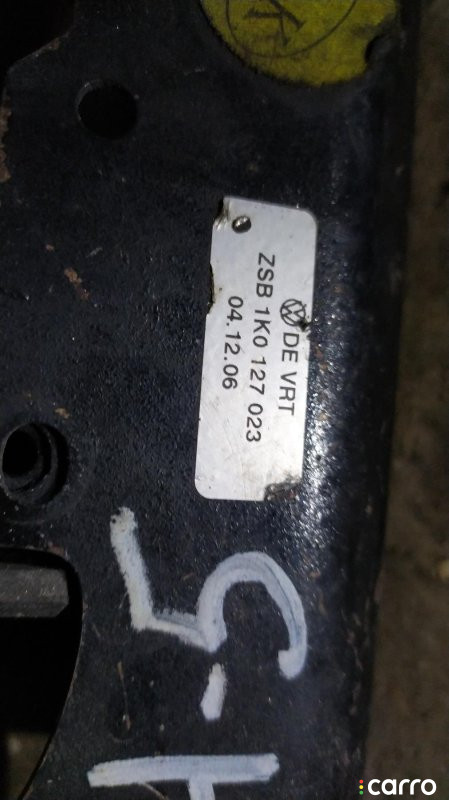 K
DE VRT
ZSB 1K0 127 023
04.12.06
carro